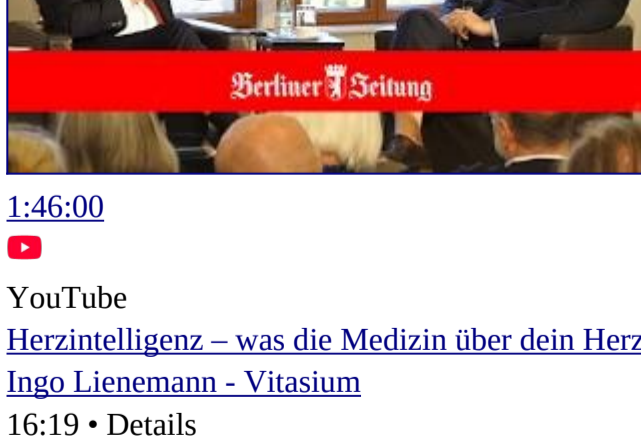 Berliner Zeitung
1:46:00
YouTube
Herzintelligenz – was die Medizin über dein Herz
Ingo Lienemann - Vitasium
16:19 • Details